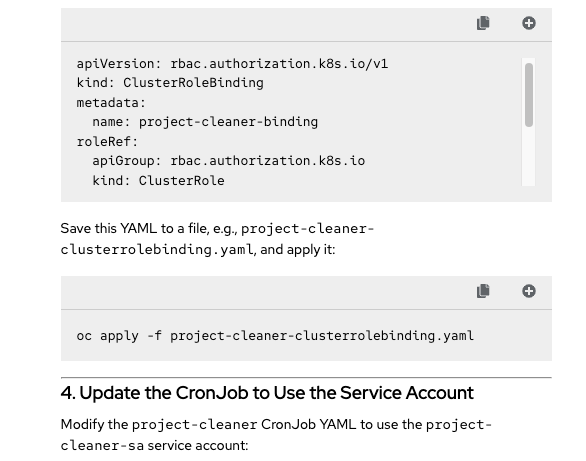 apiVersion: rbac.authorization.k8s.io/v1
kind: ClusterRoleBinding
metadata:
  name: project-cleaner-binding
roleRef:
  apiGroup: rbac.authorization.k8s.io
  kind: ClusterRole
Save this YAML to a file, e.g., project-
clusterrolebinding.yaml, and apply it:
oc apply -f project-cleaner-clusterrolebinding.yaml
4. Update the CronJob to Use the Service Account
Modify the project-cleaner CronJob YAML to use the project-
cleaner-sa service account: